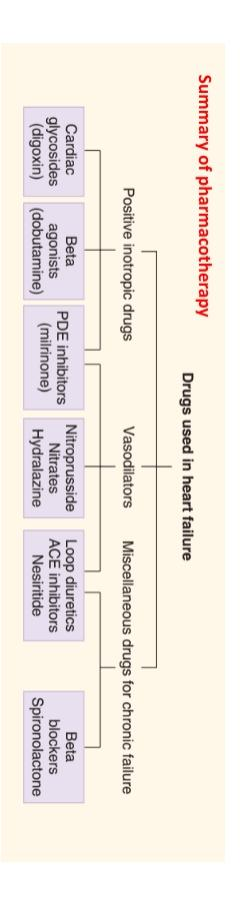 Summary of pharmacotherapy
Drugs used in heart failure
Positive inotropic drugs
Vasodilators
Miscellaneous drugs for chronic failure
Cardiac
glycosides
(digoxin)
Beta
agonists
(dobutamine)
PDE inhibitors
(milrinone)
Nitroprusside
Nitrates
Hydralazine
Loop diuretics
ACE inhibitors
Nesiritide
Beta
blockers
Spironolactone